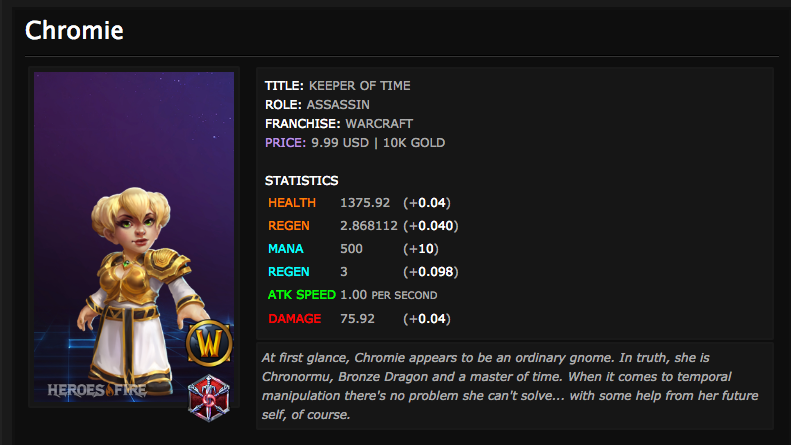 Chromie
TITLE: KEEPER OF TIME
ROLE: ASSASSIN
FRANCHISE: WARCRAFT
PRICE: 9.99 USD | 10K GOLD
STATISTICS
HEALTH 1375.92 (+0.04)
REGEN 2.868112 (+0.040)
MANA 500 (+10)
REGEN 3 (+0.098)
ATK SPEED 1.00 PER SECOND
DAMAGE 75.92 (+0.04)
W
HEROES FIRE
At first glance, Chromie appears to be an ordinary gnome. In truth, she is
Chronormu, Bronze Dragon and a master of time. When it comes to temporal
manipulation there's no problem she can't solve... with some help from her future
self, of course.